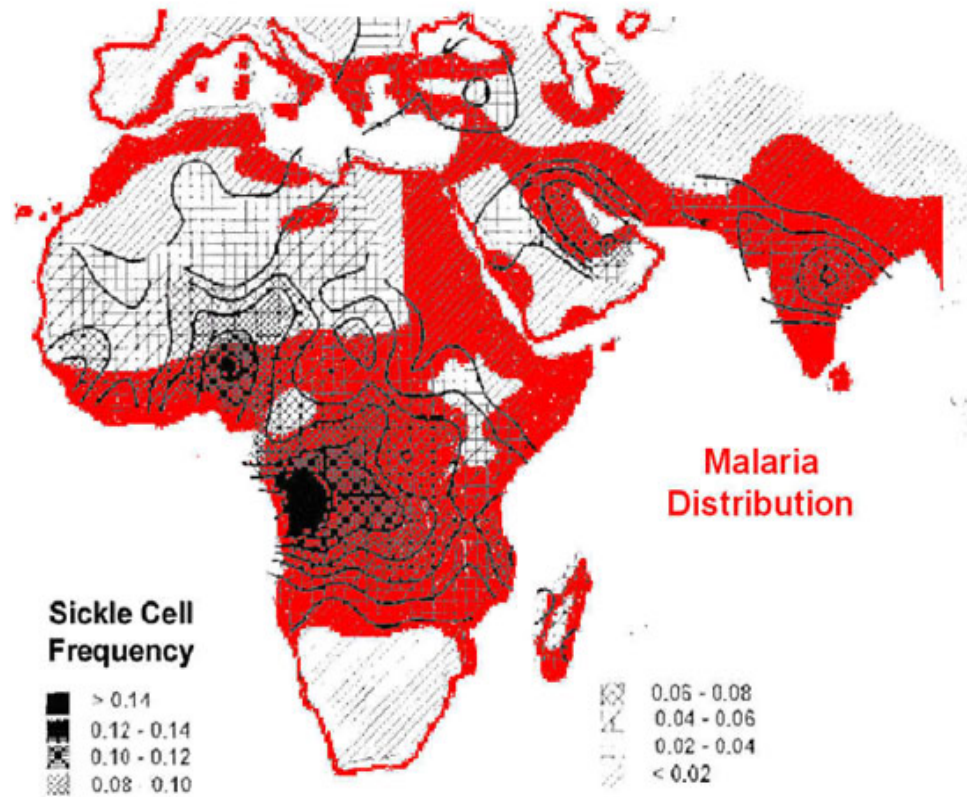 Malaria
Distribution
Sickle Cell
Frequency
> 0.14
0.12 - 0.14
0.10 - 0.12
0.08 - 0.10
0.06 - 0.08
0.04 - 0.06
0.02 - 0.04
< 0.02